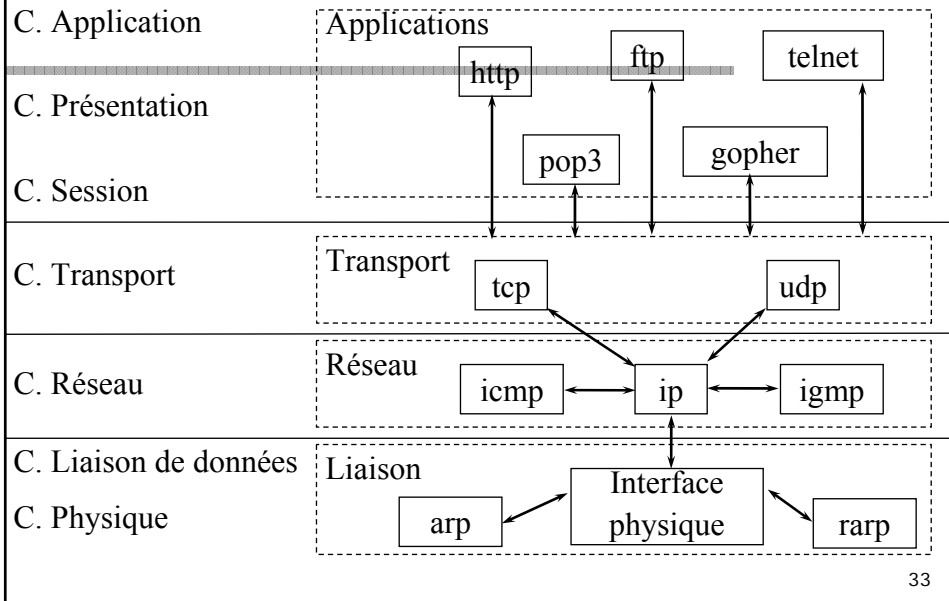 C. Application
Applications
http
ftp
telnet
C. Présentation
pop3
gopher
C. Session
C. Transport
Transport
tcp
udp
C. Réseau
Réseau
icmp
ip
igmp
C. Liaison de données
Liaison
Interface
physique
C. Physique
arp
rarp
33